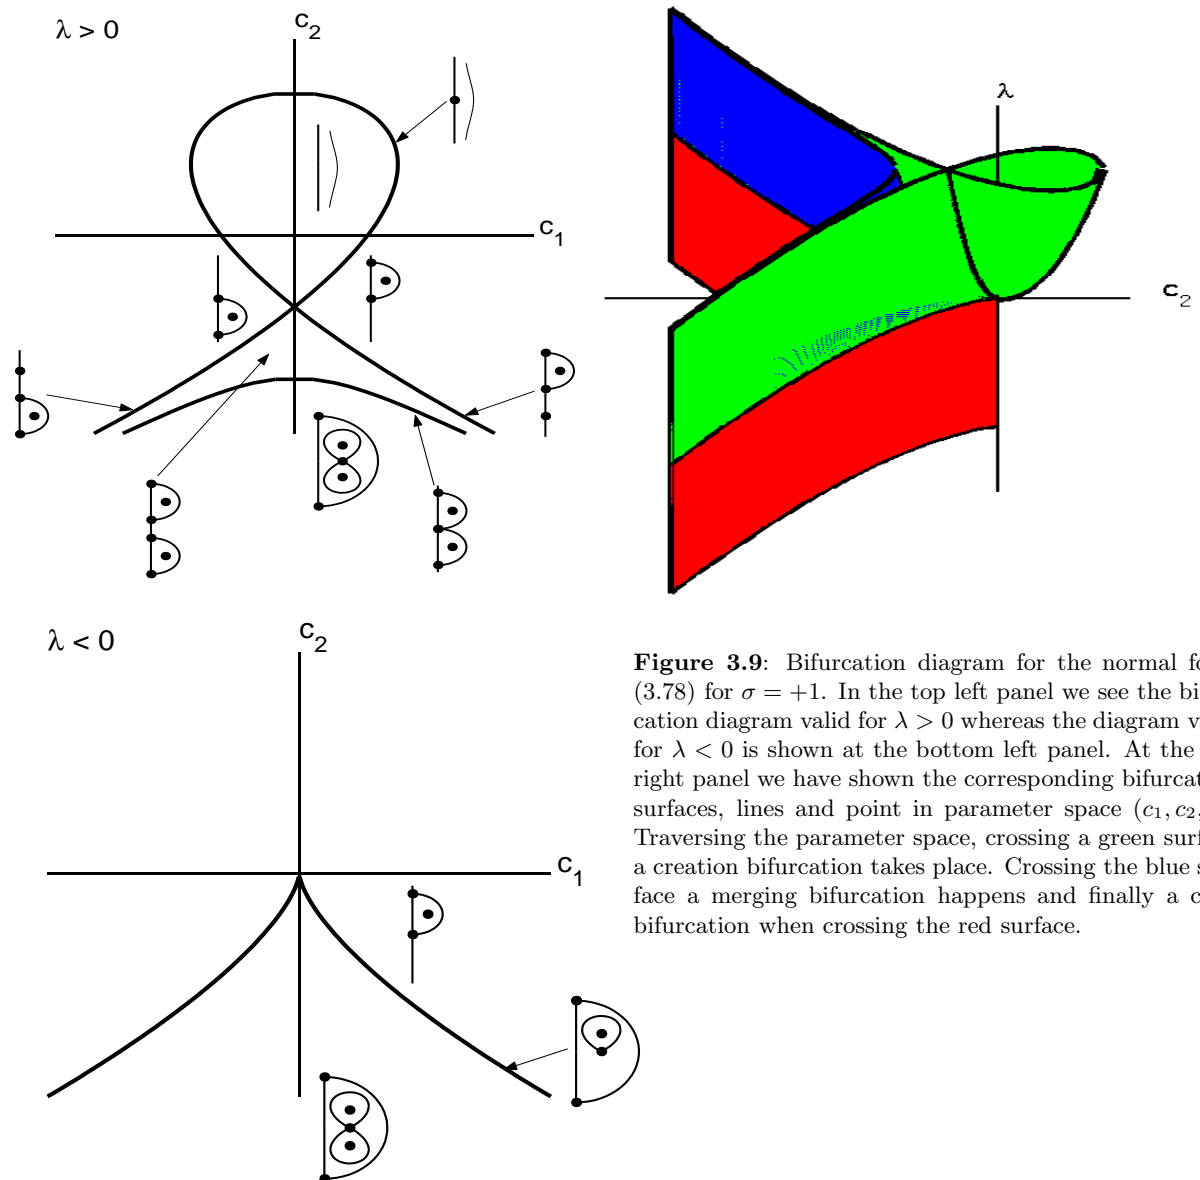 λ > 0
c2
c1
λ
c2
λ < 0
c2
c1
Figure 3.9: Bifurcation diagram for the normal fo
(3.78) for σ = +1. In the top left panel we see the bi
cation diagram valid for λ > 0 whereas the diagram v
for λ < 0 is shown at the bottom left panel. At the
right panel we have shown the corresponding bifurcat
surfaces, lines and point in parameter space (c1, c2,
Traversing the parameter space, crossing a green surf
a creation bifurcation takes place. Crossing the blue s
face a merging bifurcation happens and finally a c
bifurcation when crossing the red surface.